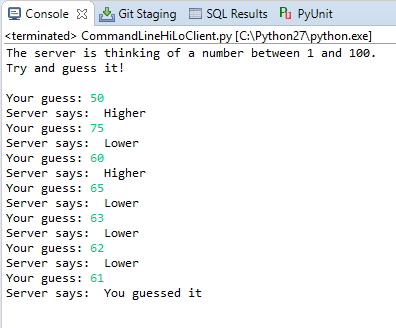 Console Git Staging SQL Results PyUnit
<terminated> CommandLineHiLoClient.py [C:\Python27\python.exe]
The server is thinking of a number between 1 and 100.
Try and guess it!
Your guess: 50
Server says:  Higher
Your guess: 75
Server says:  Lower
Your guess: 60
Server says:  Higher
Your guess: 65
Server says:  Lower
Your guess: 63
Server says:  Lower
Your guess: 62
Server says:  Lower
Your guess: 61
Server says:  You guessed it